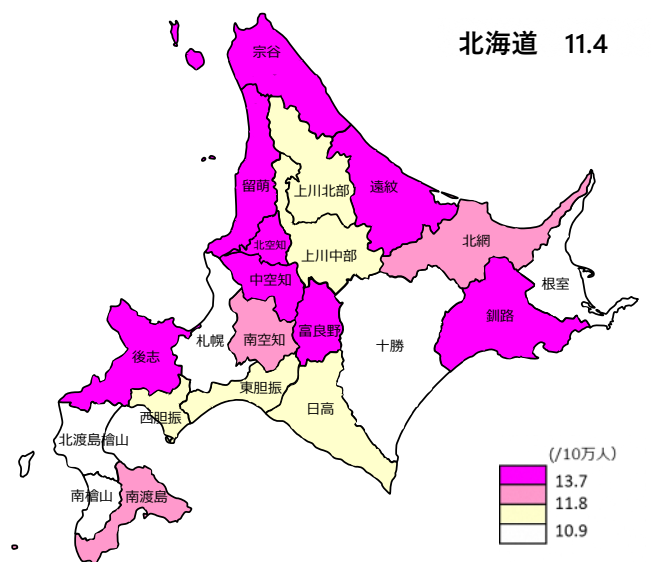 北海道　11.4
宗谷
留萌
上川北部
遠紋
北空知
上川中部
北網
中空知
根室
富良野
釧路
札幌
南空知
十勝
後志
東胆振
西胆振
日高
北渡島檜山
南檜山
南渡島
(/10万人)
13.7
11.8
10.9